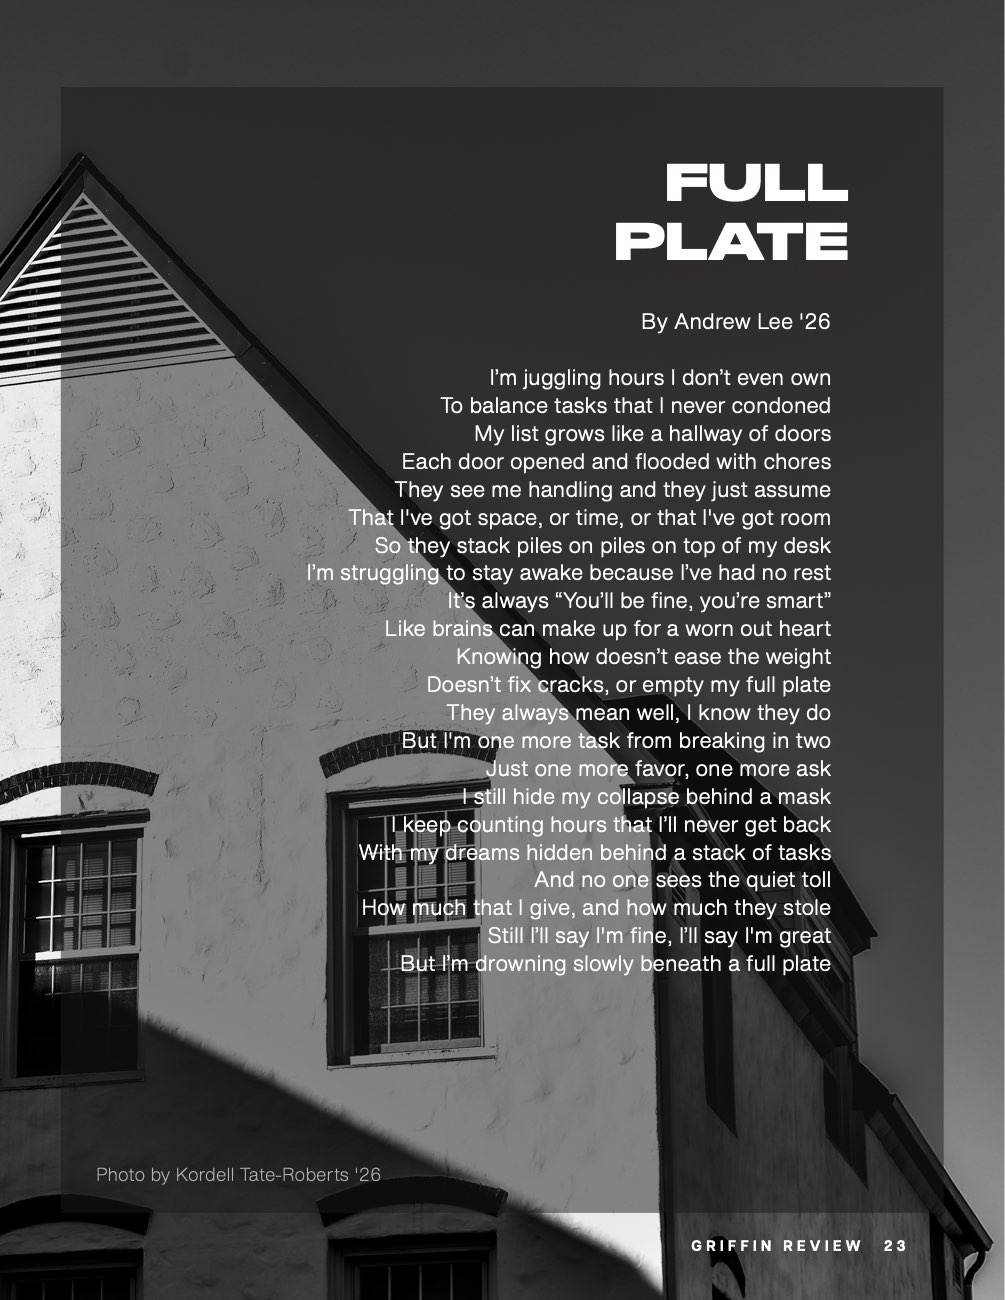 FULL
PLATE
By Andrew Lee '26
I’m juggling hours I don’t even own
To balance tasks that I never condoned
My list grows like a hallway of doors
Each door opened and flooded with chores
They see me handling and they just assume
That I've got space, or time, or that I've got room
So they stack piles on piles on top of my desk
I’m struggling to stay awake because I’ve had no rest
It’s always “You’ll be fine, you’re smart”
Like brains can make up for a worn out heart
Knowing how doesn’t ease the weight
Doesn’t fix cracks, or empty my full plate
They always mean well, I know they do
But I'm one more task from breaking in two
Just one more favor, one more ask
I still hide my collapse behind a mask
I keep counting hours that I’ll never get back
With my dreams hidden behind a stack of tasks
And no one sees the quiet toll
How much that I give, and how much they stole
Still I’ll say I'm fine, I’ll say I'm great
But I’m drowning slowly beneath a full plate
Photo by Kordell Tate-Roberts '26
GRIFFIN REVIEW 23